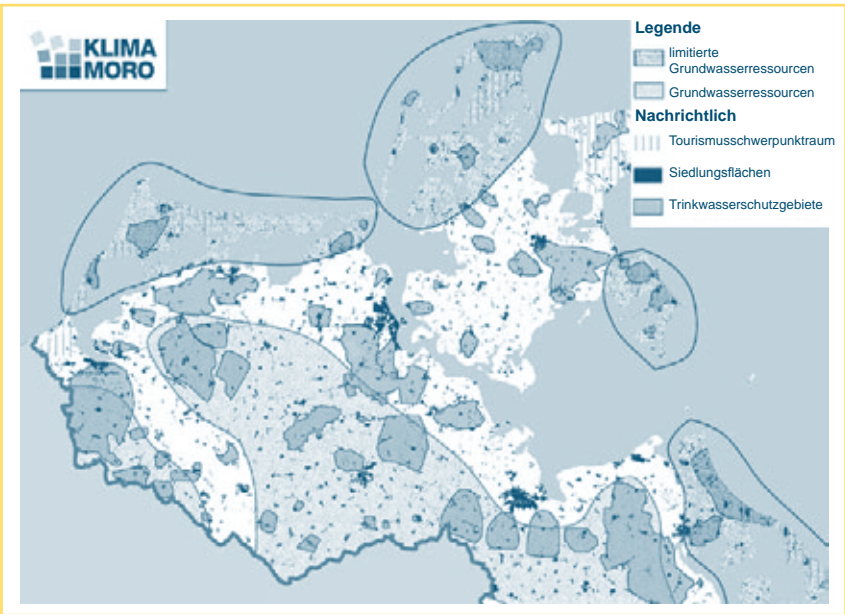 KLIMA
MORO
Legende
limitierte
Grundwasserressourcen
Grundwasserressourcen
Nachrichtlich
Tourismusschwerpunktraum
Siedlungsflächen
Trinkwasserschutzgebiete